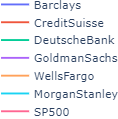 Barclays
CreditSuisse
DeutscheBank
GoldmanSachs
WellsFargo
MorganStanley
SP500